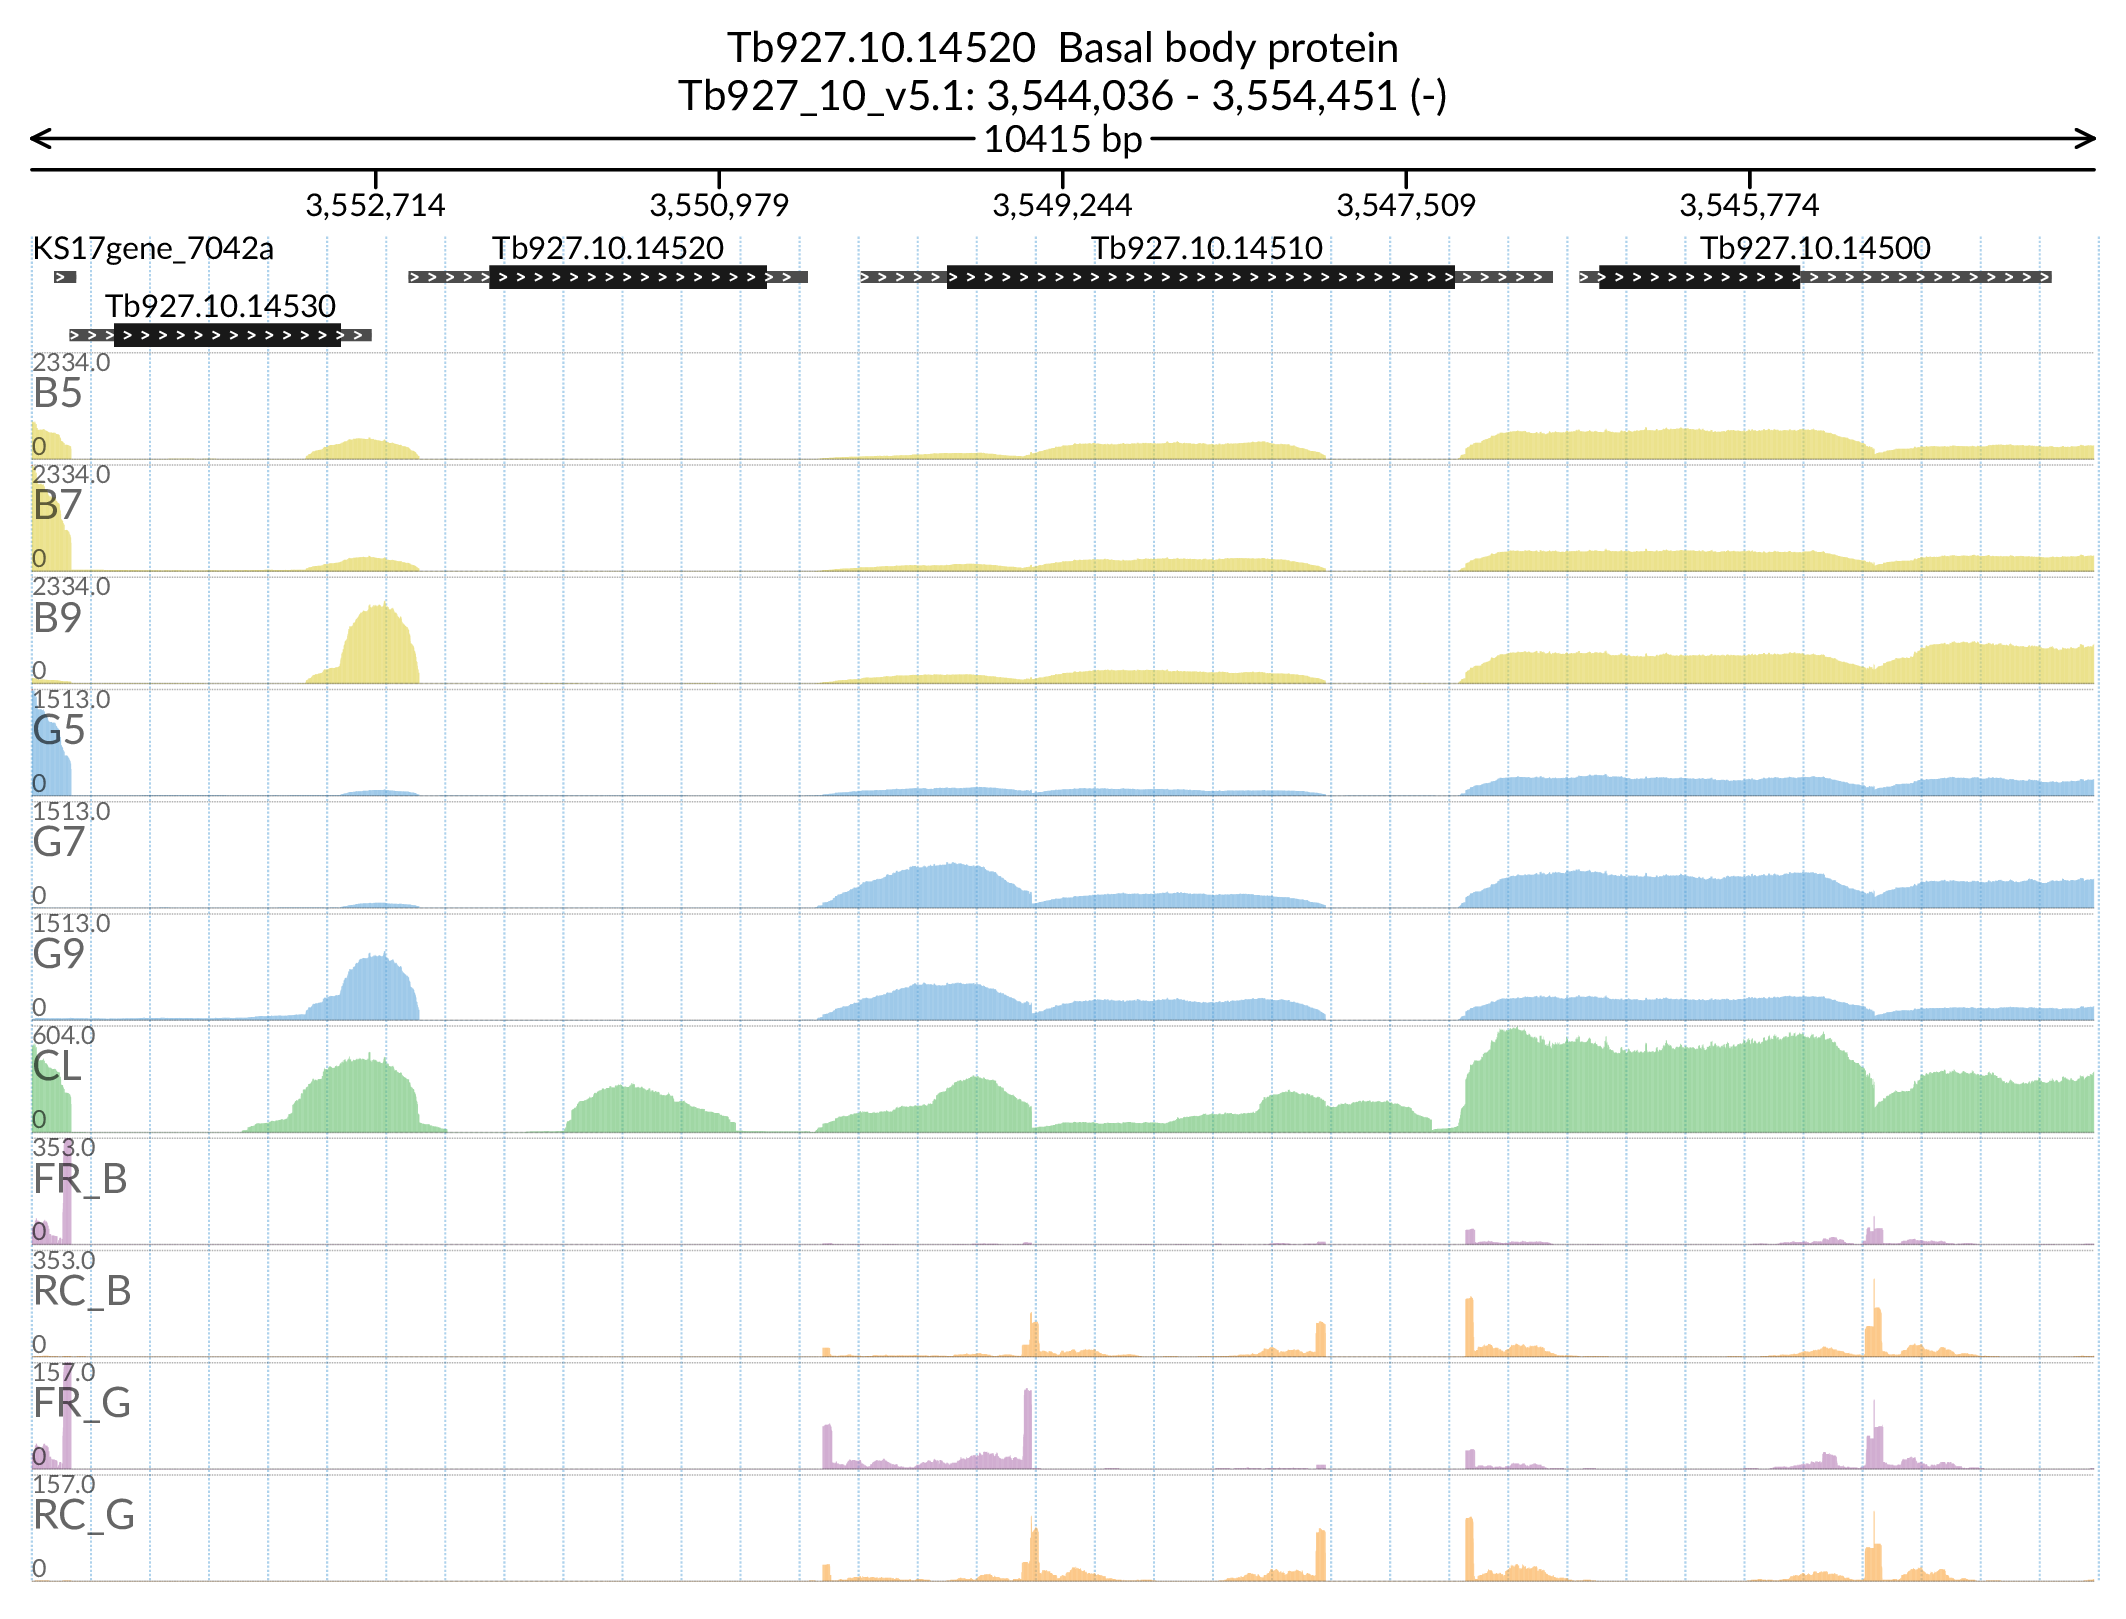 Tb927.10.14520  Basal body protein
Tb927_10_v5.1: 3,544,036 - 3,554,451 (-)
10415 bp
3,552,714 3,550,979 3,549,244 3,547,509 3,545,774
KS17gene_7042a Tb927.10.14520 Tb927.10.14510 Tb927.10.14500
Tb927.10.14530
2334.0
B5
0
2334.0
B7
0
2334.0
B9
0
1513.0
G5
0
1513.0
G7
0
1513.0
G9
0
604.0
CL
0
353.0
FR_B
0
353.0
RC_B
0
157.0
FR_G
0
157.0
RC_G
0